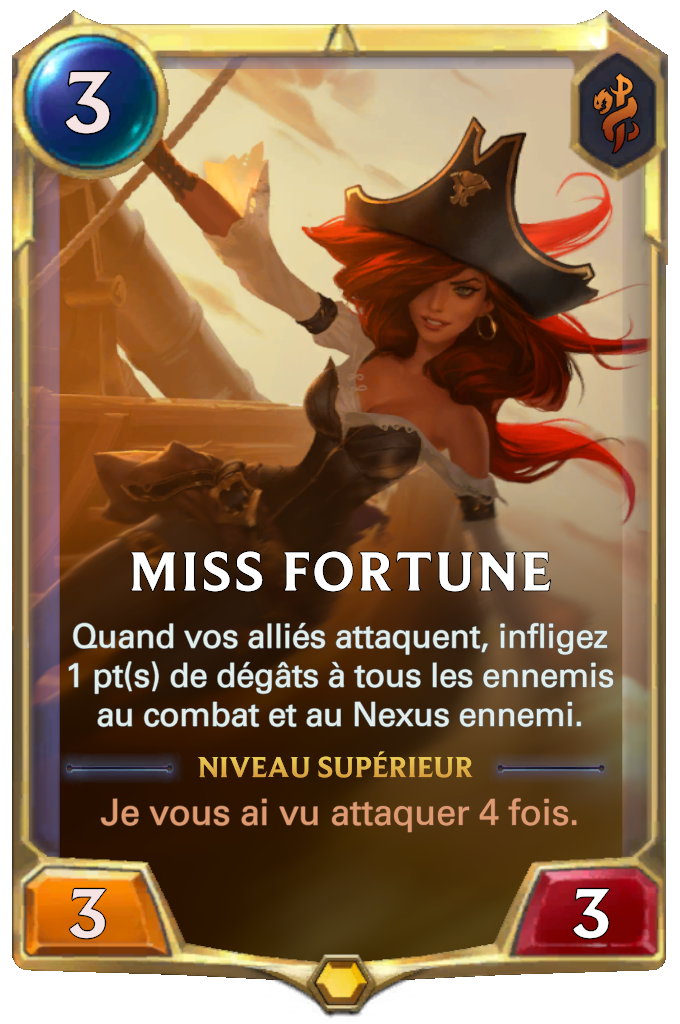 3
MISS FORTUNE
Quand vos alliés attaquent, infligez
1 pt(s) de dégâts à tous les ennemis
au combat et au Nexus ennemi.
NIVEAU SUPÉRIEUR
Je vous ai vu attaquer 4 fois.
3
3